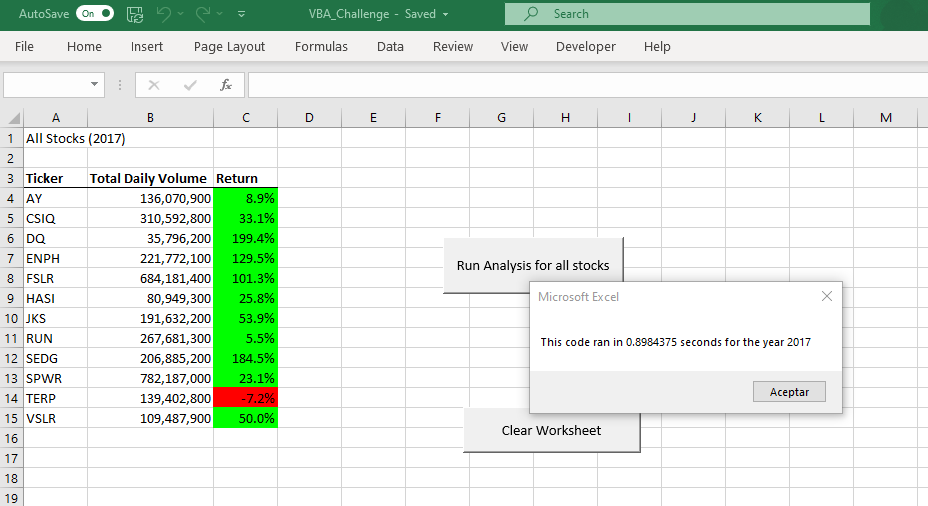 AutoSave On VBA_Challenge - Saved Search
File Home Insert Page Layout Formulas Data Review View Developer Help
fx
A B C D E F G H I J K L M
1 All Stocks (2017)
2
3 Ticker Total Daily Volume Return
4 AY 136,070,900 8.9%
5 CSIQ 310,592,800 33.1%
6 DQ 35,796,200 199.4%
7 ENPH 221,772,100 129.5%
8 FSLR 684,181,400 101.3%
9 HASI 80,949,300 25.8%
10 JKS 191,632,200 53.9%
11 RUN 267,681,300 5.5%
12 SEDG 206,885,200 184.5%
13 SPWR 782,187,000 23.1%
14 TERP 139,402,800 -7.2%
15 VSLR 109,487,900 50.0%
16
17
18
19
Run Analysis for all stocks
Microsoft Excel
This code ran in 0.8984375 seconds for the year 2017
Aceptar
Clear Worksheet